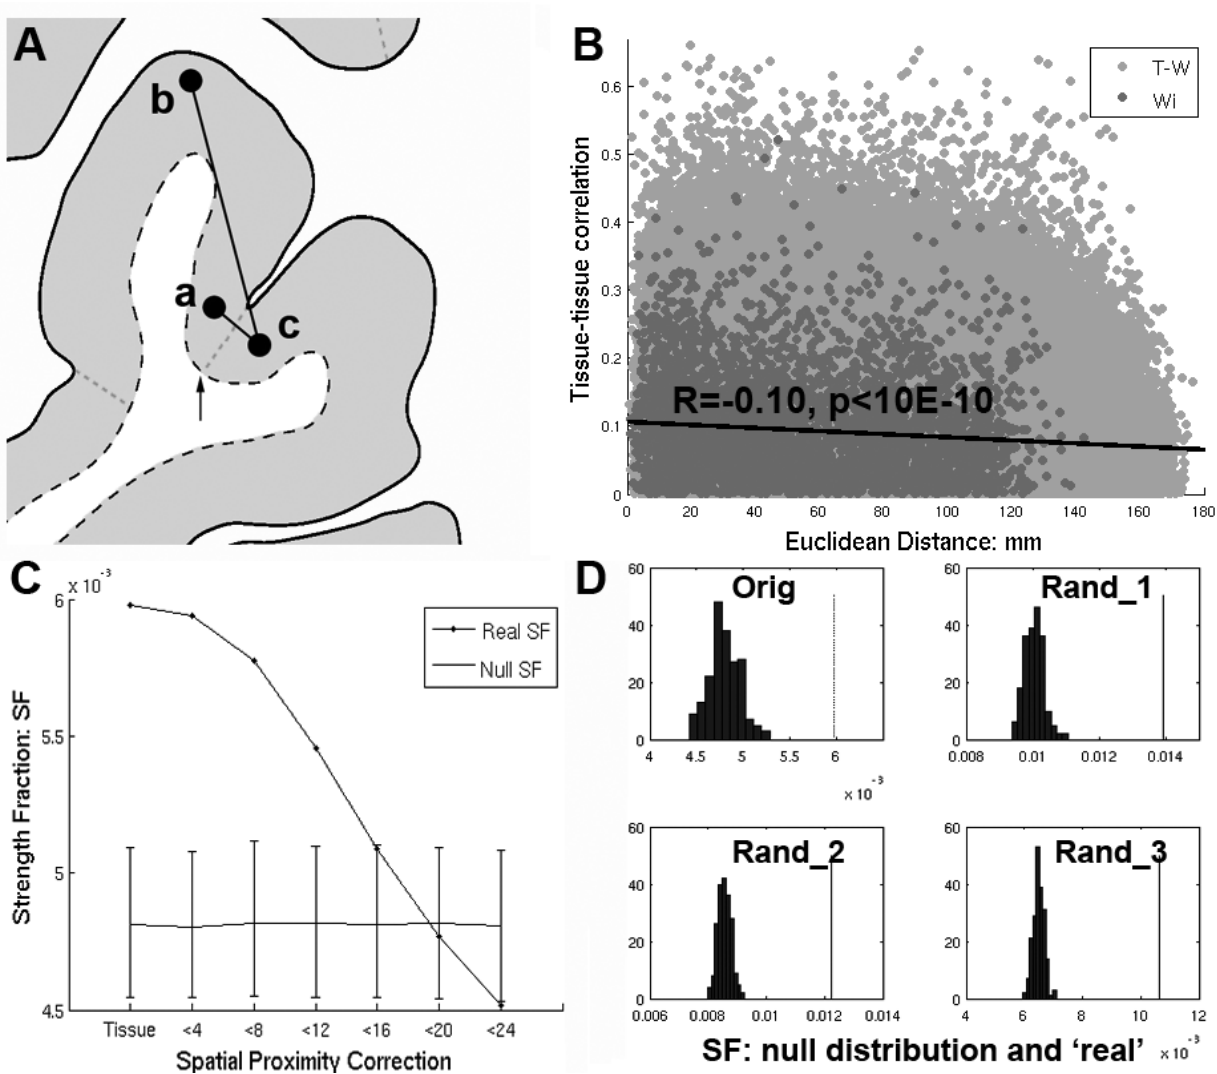 A
b
a
c
B
T-W
Wi
0.6
0.5
0.4
0.3
0.2
0.1
0
Tissue-tissue correlation
R=-0.10, p<10E-10
0 20 40 60 80 100 120 140 160 180
Euclidean Distance: mm
C
x 10⁻³
6
5.5
5
4.5
Strength Fraction: SF
Real SF
Null SF
Tissue <4 <8 <12 <16 <20 <24
Spatial Proximity Correction
D
Orig
60
40
20
0
4 4.5 5 5.5 6
x 10⁻³
Rand_1
60
40
20
0
0.008 0.01 0.012 0.014
Rand_2
60
40
20
0
0.006 0.008 0.01 0.012 0.014
Rand_3
60
40
20
0
4 6 8 10 12
x 10⁻³
SF: null distribution and ‘real’